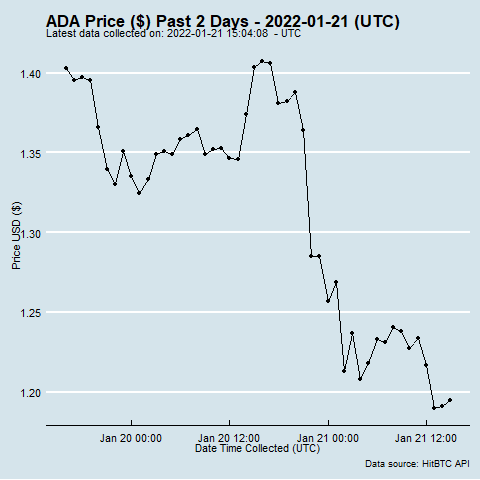 ADA Price ($) Past 2 Days - 2022-01-21 (UTC)
Latest data collected on: 2022-01-21 15:04:08 - UTC
1.40
1.35
1.30
1.25
1.20
Price USD ($)
Jan 20 00:00 Jan 20 12:00 Jan 21 00:00 Jan 21 12:00
Date Time Collected (UTC)
Data source: HitBTC API